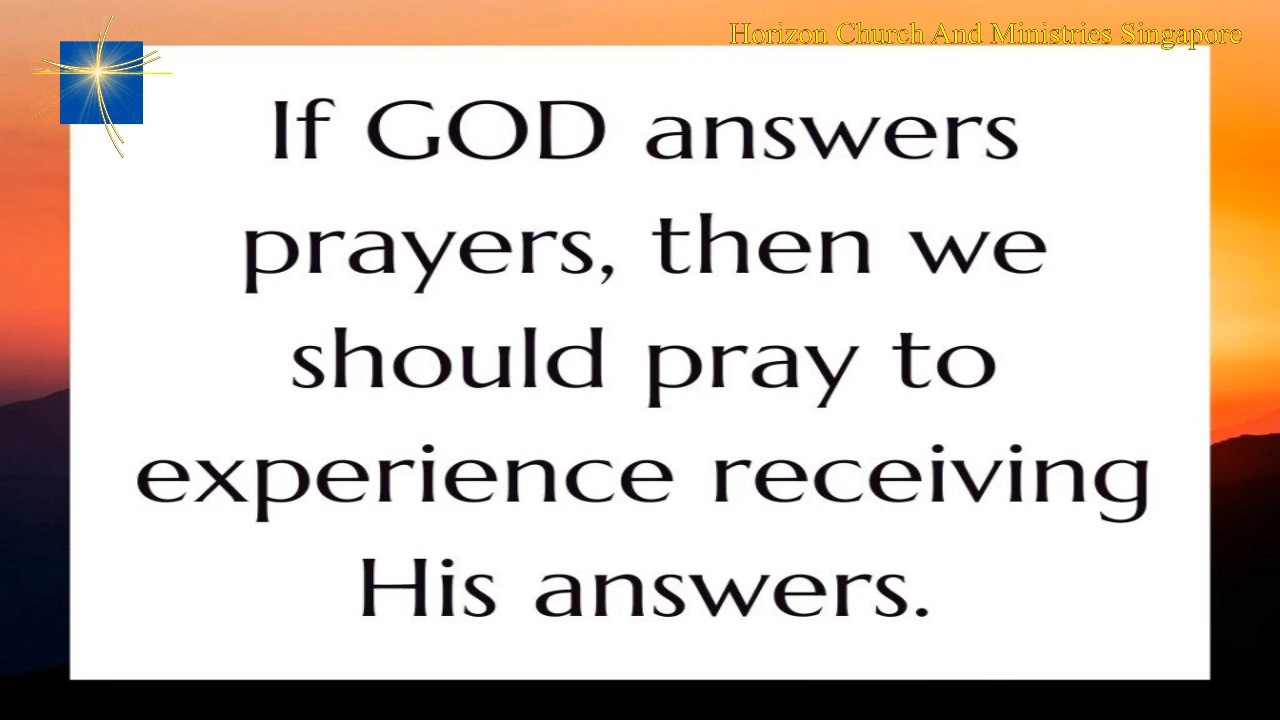 Horizon Church And Ministries Singapore
If GOD answers
prayers, then we
should pray to
experience receiving
His answers.